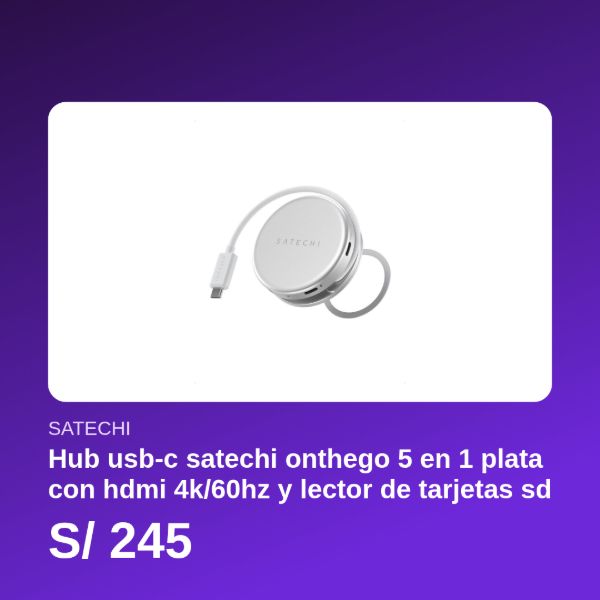 SATECHI
SATECHI
Hub usb-c satechi onthego 5 en 1 plata
con hdmi 4k/60hz y lector de tarjetas sd
S/ 245